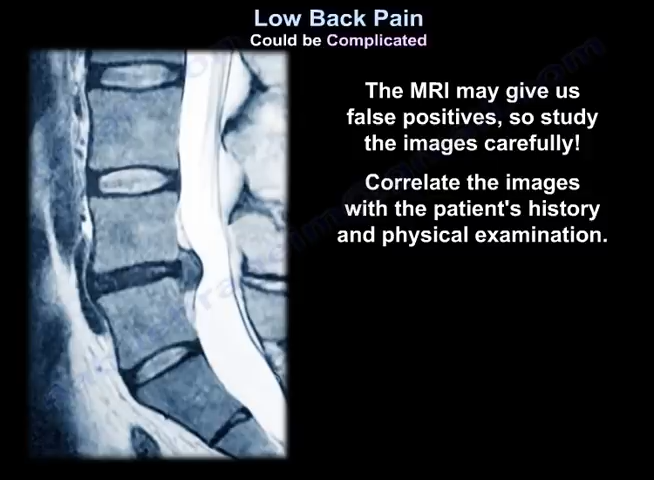 Low Back Pain
Could be Complicated
The MRI may give us
false positives, so study
the images carefully!
Correlate the images
with the patient's history
and physical examination.